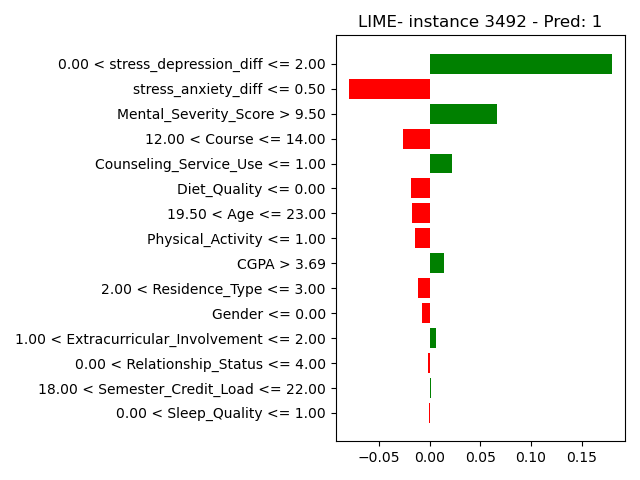 LIME- instance 3492 - Pred: 1
0.00 < stress_depression_diff <= 2.00
stress_anxiety_diff <= 0.50
Mental_Severity_Score > 9.50
12.00 < Course <= 14.00
Counseling_Service_Use <= 1.00
Diet_Quality <= 0.00
19.50 < Age <= 23.00
Physical_Activity <= 1.00
CGPA > 3.69
2.00 < Residence_Type <= 3.00
Gender <= 0.00
1.00 < Extracurricular_Involvement <= 2.00
0.00 < Relationship_Status <= 4.00
18.00 < Semester_Credit_Load <= 22.00
0.00 < Sleep_Quality <= 1.00
−0.05 0.00 0.05 0.10 0.15